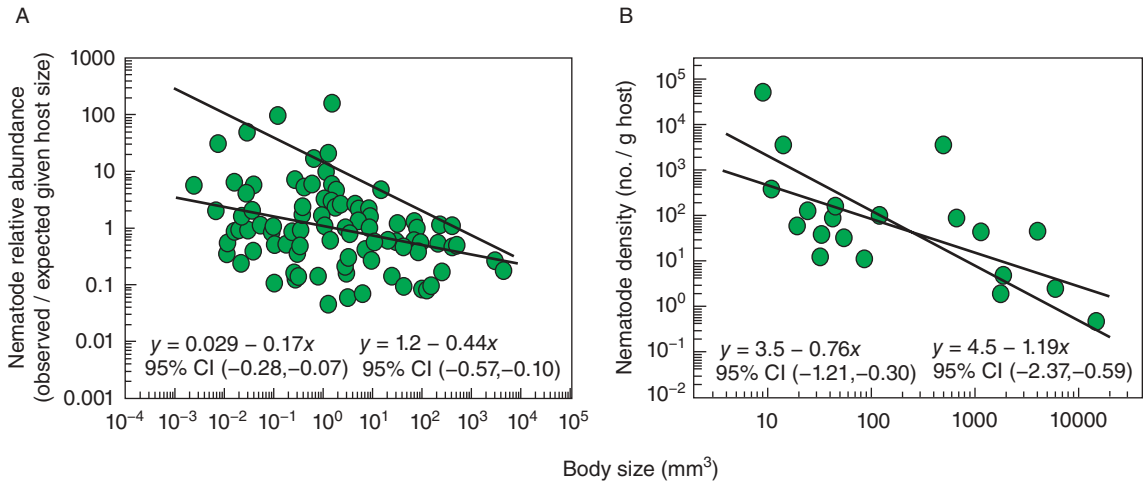 A
Nematode relative abundance
(observed / expected given host size)
1000
100
10
1
0.1
0.01
0.001
10⁻⁴ 10⁻³ 10⁻² 10⁻¹ 10⁰ 10¹ 10² 10³ 10⁴ 10⁵
y = 0.029 – 0.17x
95% CI (–0.28,–0.07)
y = 1.2 – 0.44x
95% CI (–0.57,–0.10)
B
Nematode density (no. / g host)
10⁵
10⁴
10³
10²
10¹
10⁰
10⁻¹
10⁻²
10 100 1000 10000
y = 3.5 – 0.76x
95% CI (–1.21,–0.30)
y = 4.5 – 1.19x
95% CI (–2.37,–0.59)
Body size (mm³)